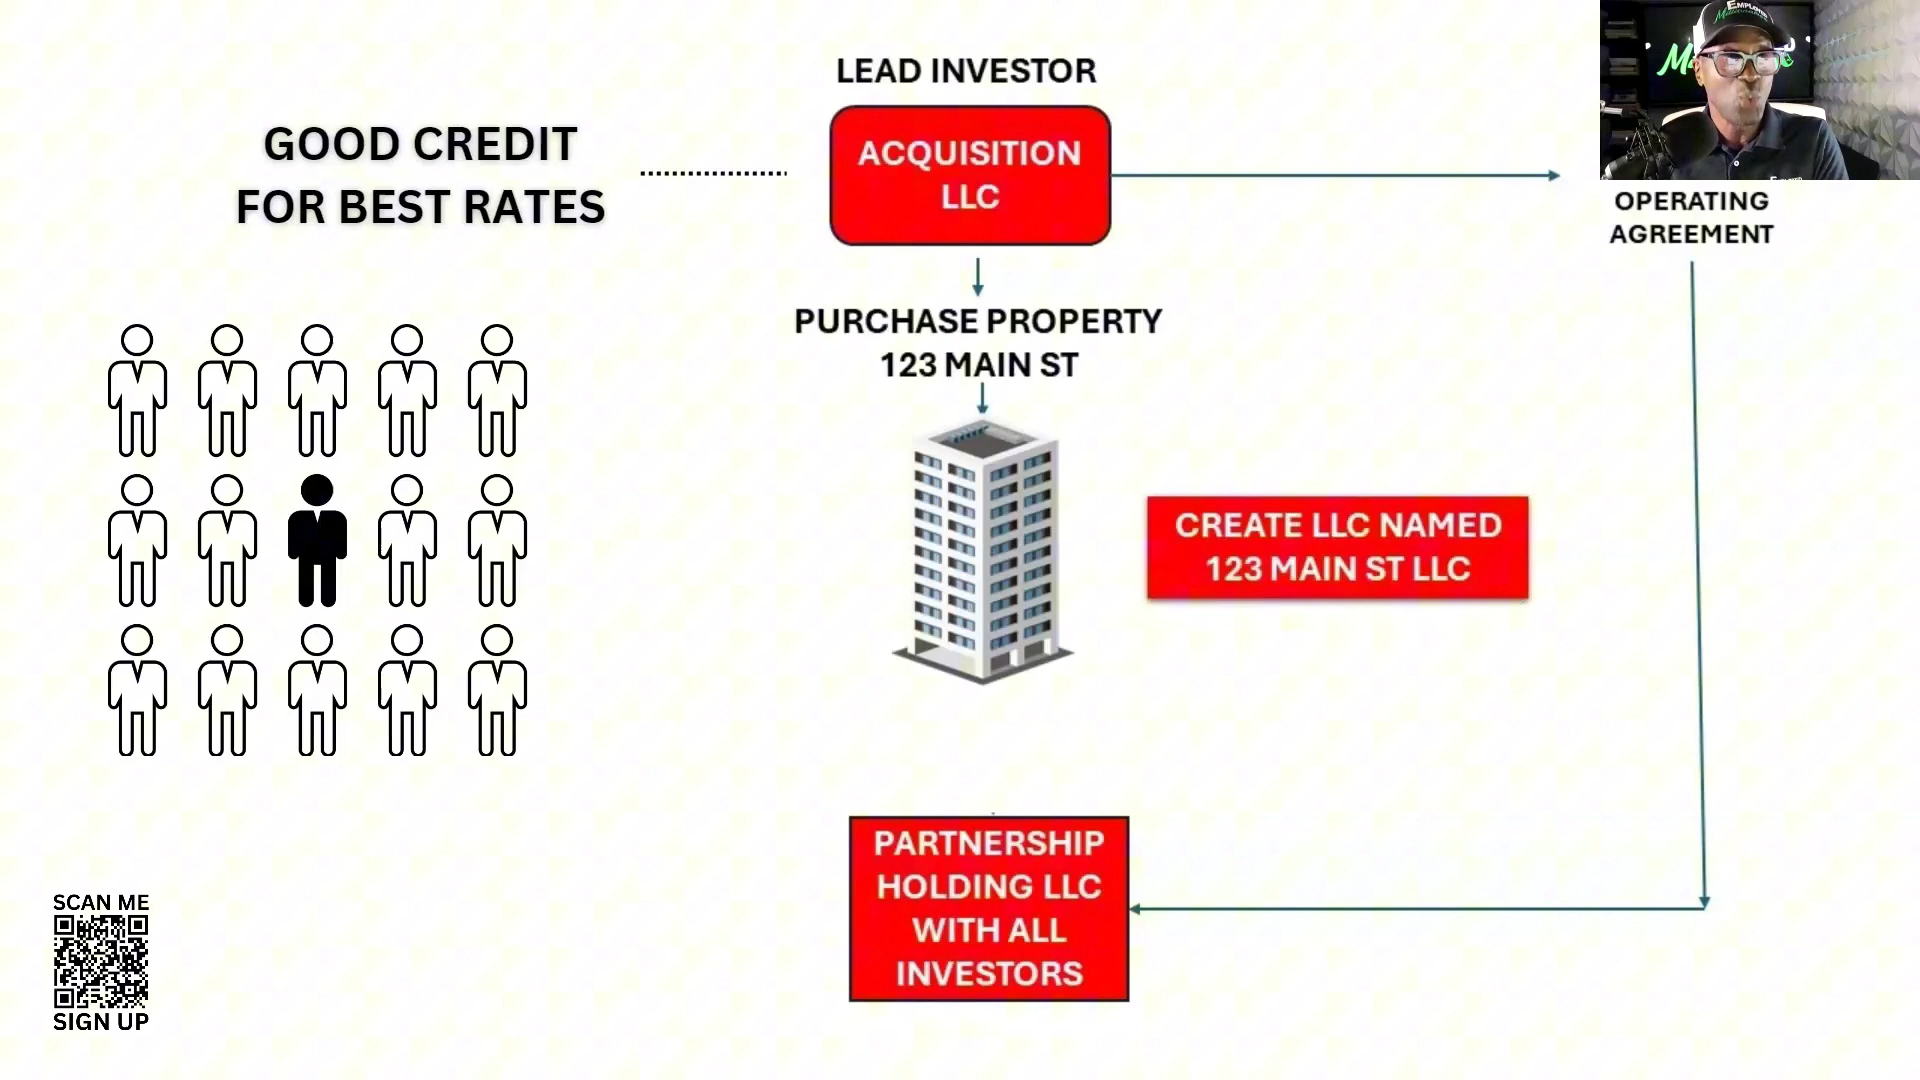 LEAD INVESTOR
GOOD CREDIT
FOR BEST RATES
ACQUISITION
LLC
EMPLOYED
OPERATING
AGREEMENT
PURCHASE PROPERTY
123 MAIN ST
CREATE LLC NAMED
123 MAIN ST LLC
PARTNERSHIP
HOLDING LLC
WITH ALL
INVESTORS
SCAN ME
SIGN UP